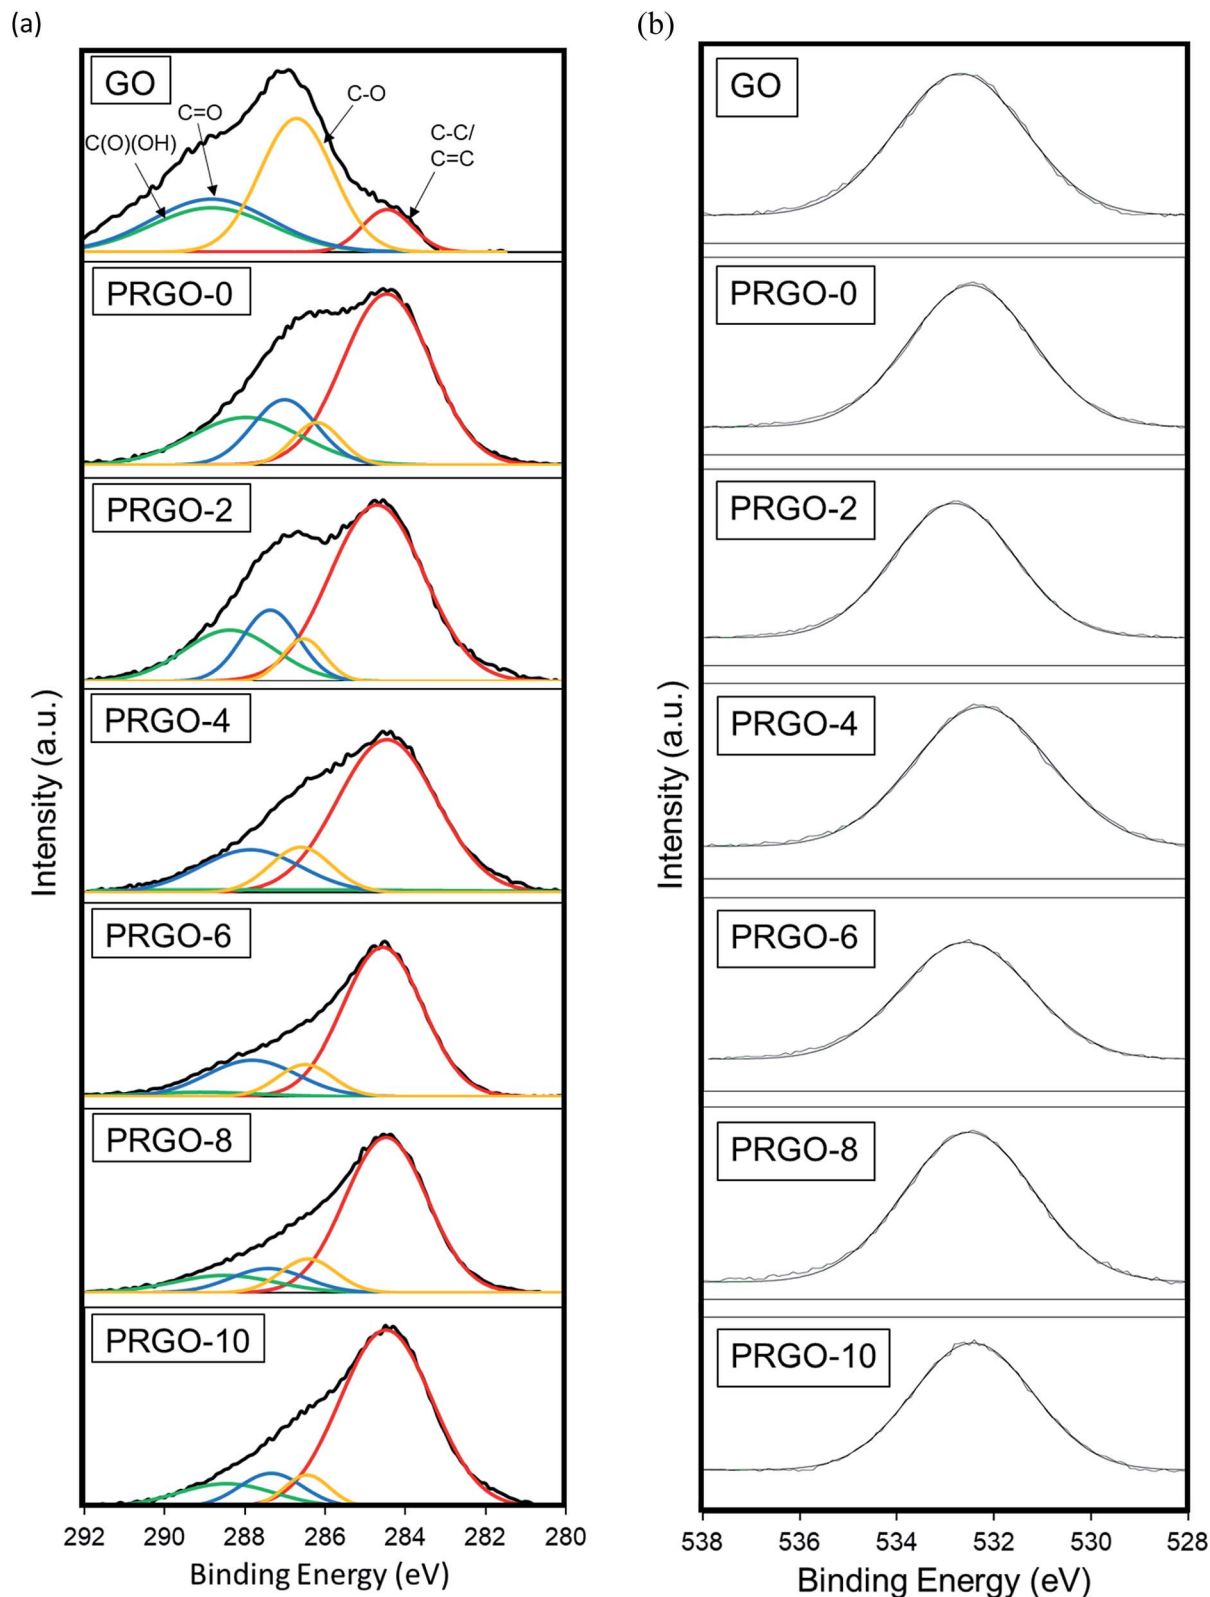 (a)
GO
C(O)(OH)
C=O
C-O
C-C/
C=C
PRGO-0
PRGO-2
PRGO-4
PRGO-6
PRGO-8
PRGO-10
Intensity (a.u.)
292 290 288 286 284 282 280
Binding Energy (eV)
(b)
GO
PRGO-0
PRGO-2
PRGO-4
PRGO-6
PRGO-8
PRGO-10
Intensity (a.u.)
538 536 534 532 530 528
Binding Energy (eV)